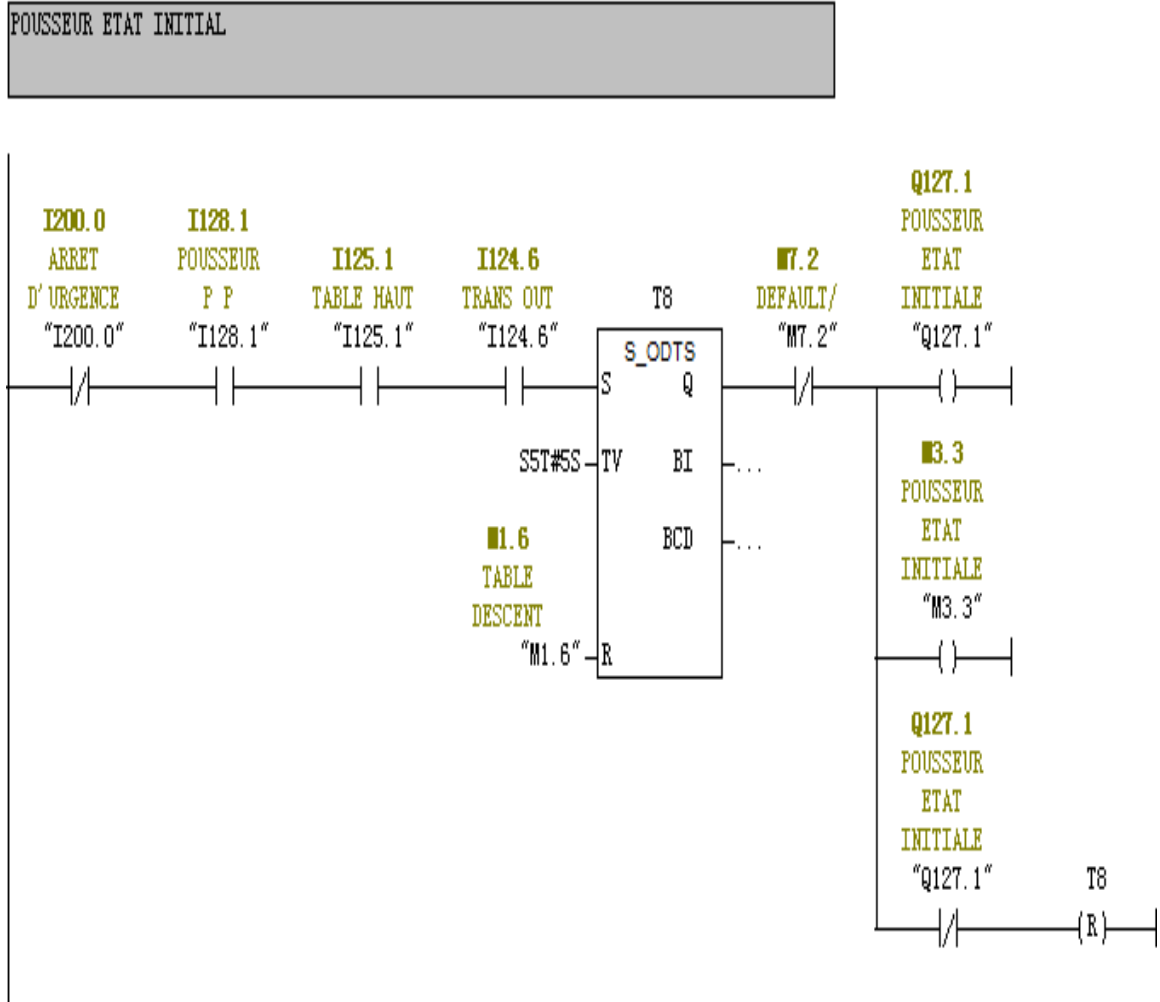 POUSSEUR ETAT INITIAL
I200.0
ARRET
D'URGENCE
"I200.0"
I128.1
POUSSEUR
P P
"I128.1"
I125.1
TABLE HAUT
"I125.1"
I124.6
TRANS OUT
"I124.6"
T8
S_ODTS
S Q
S5T#5S TV BI ...
BCD ...
M1.6
TABLE
DESCENT
"M1.6" R
M7.2
DEFAULT/
"M7.2"
Q127.1
POUSSEUR
ETAT
INITIALE
"Q127.1"
M3.3
POUSSEUR
ETAT
INITIALE
"M3.3"
Q127.1
POUSSEUR
ETAT
INITIALE
"Q127.1"
T8
(R)